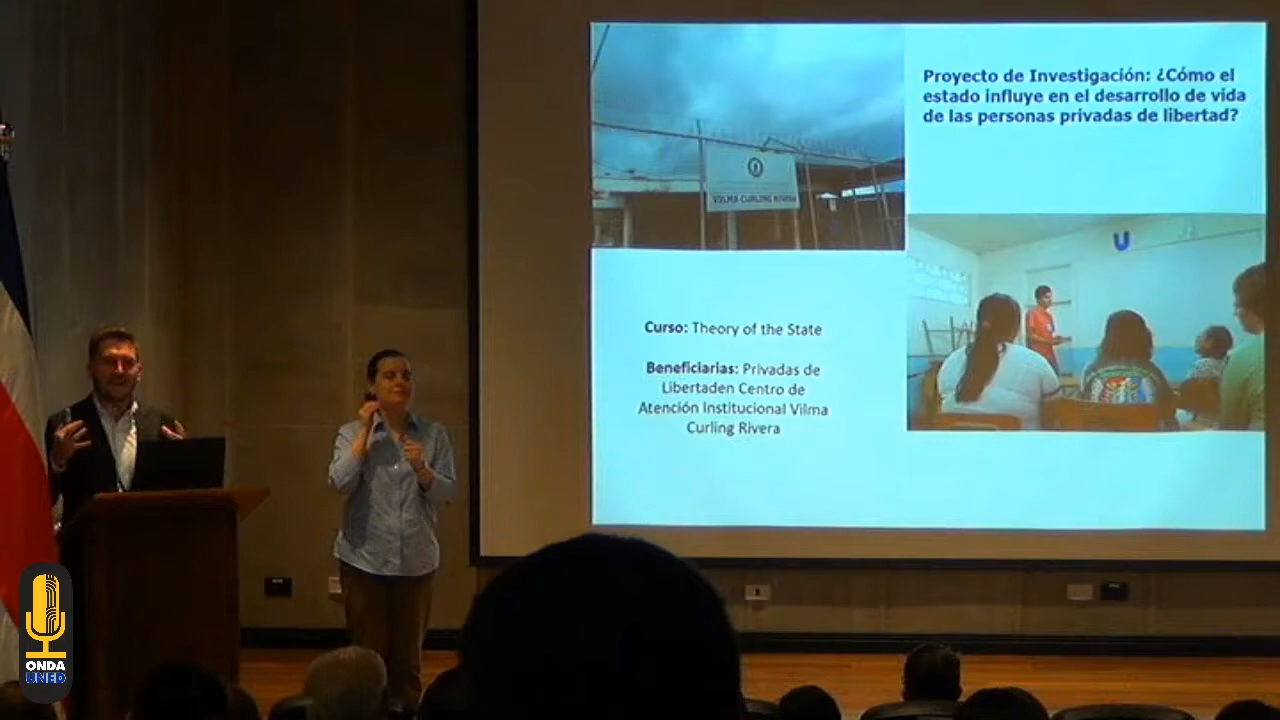 Proyecto de Investigación: ¿Cómo el
estado influye en el desarrollo de vida
de las personas privadas de libertad?
VILMA CURLING RIVERA
Curso: Theory of the State
Beneficiarias: Privadas de
Libertaden Centro de
Atención Institucional Vilma
Curling Rivera
U
ONDA
UNED